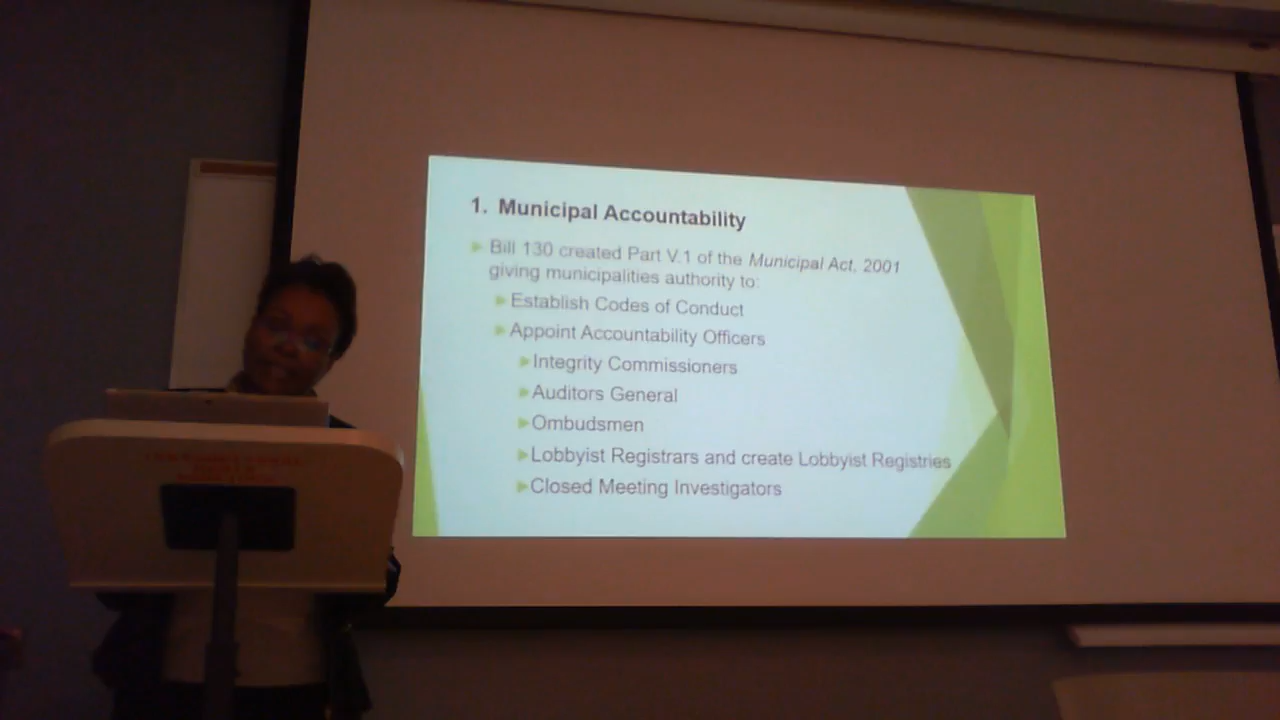 1. Municipal Accountability
Bill 130 created Part V.1 of the Municipal Act, 2001
giving municipalities authority to:
Establish Codes of Conduct
Appoint Accountability Officers
Integrity Commissioners
Auditors General
Ombudsmen
Lobbyist Registrars and create Lobbyist Registries
Closed Meeting Investigators